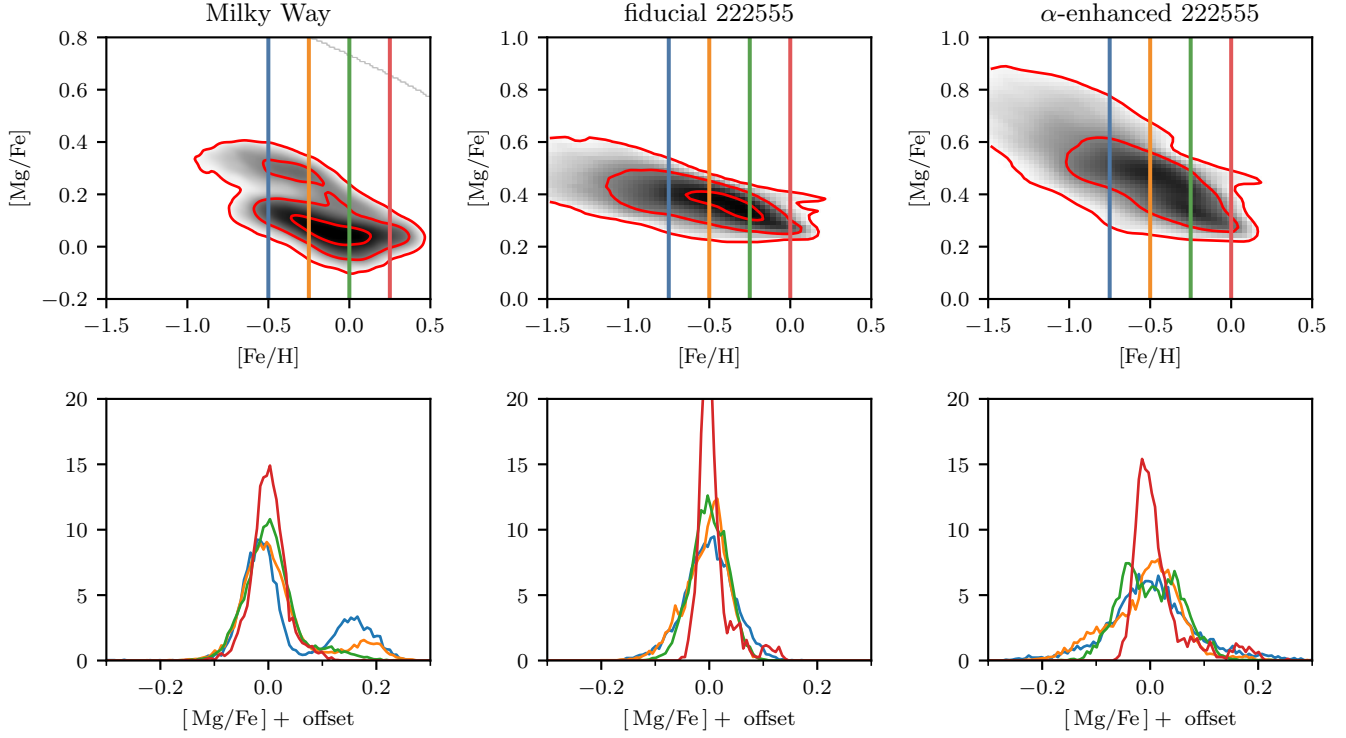 Milky Way
fiducial 222555
α-enhanced 222555
[Mg/Fe]
0.8
0.6
0.4
0.2
0.0
−0.2
−1.5 −1.0 −0.5 0.0 0.5
[Fe/H]
[Mg/Fe]
1.0
0.8
0.6
0.4
0.2
0.0
−1.5 −1.0 −0.5 0.0 0.5
[Fe/H]
[Mg/Fe]
1.0
0.8
0.6
0.4
0.2
0.0
−1.5 −1.0 −0.5 0.0 0.5
[Fe/H]
20
15
10
5
0
−0.2 0.0 0.2
[Mg/Fe] + offset
20
15
10
5
0
−0.2 0.0 0.2
[Mg/Fe] + offset
20
15
10
5
0
−0.2 0.0 0.2
[Mg/Fe] + offset